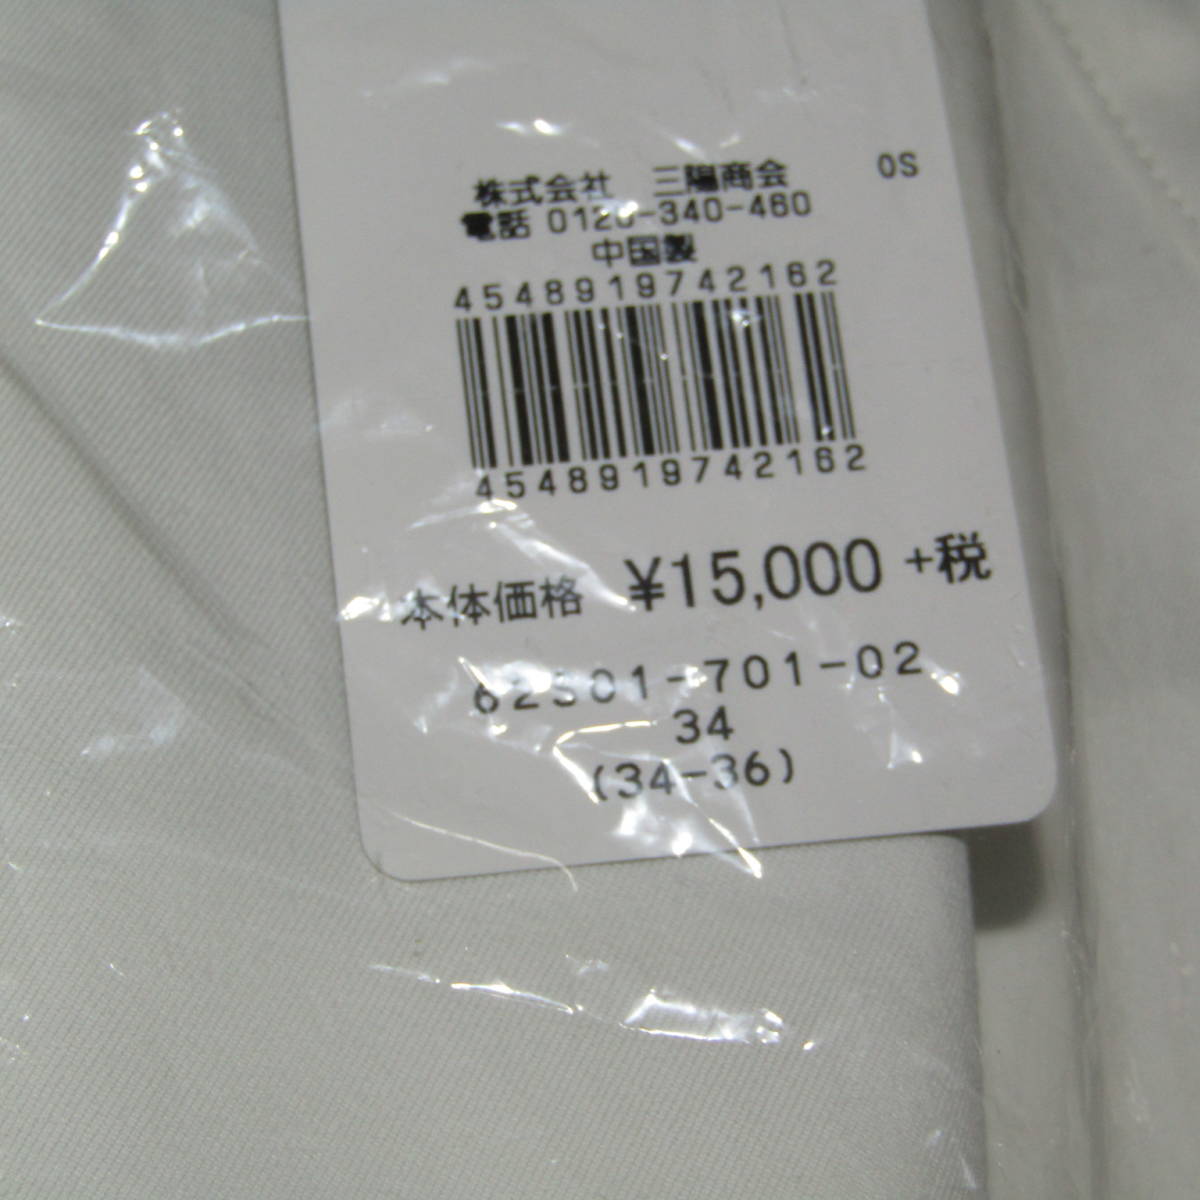 株式会社 三陽商会 OS
電話 0120-340-460
中国製
4548919742162
4548919742162
本体価格 ¥15,000 +税
62S01-701-02
34
(34-36)